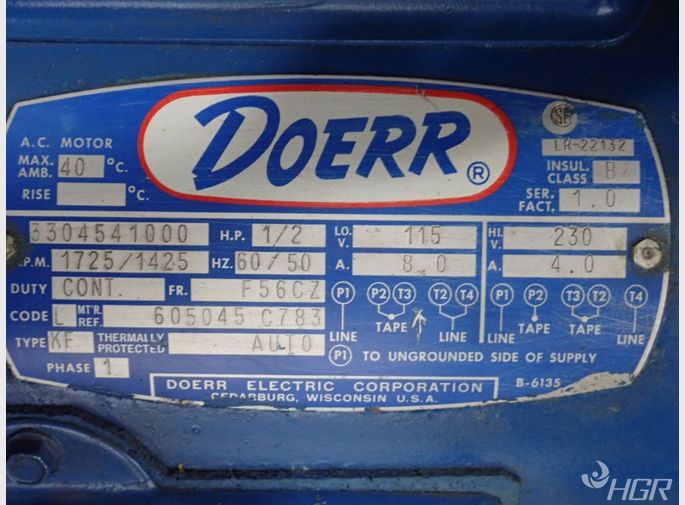 DOERR ®
A.C. MOTOR
MAX. AMB. 40 °C.
RISE °C.
LR-22132
INSUL. CLASS B
SER. FACT. 1.0
3304541000 H.P. 1/2 LO. V. 115 HI. V. 230
P.M. 1725/1425 HZ. 60/50 A. 8.0 A. 4.0
DUTY CONT. FR. F56CZ P1 P2 T3 T2 T4 P1 P2 T3 T2 T4
CODE L MT'R. REF. 605045 C783 LINE TAPE LINE LINE TAPE LINE
TYPE KF THERMALLY PROTECTED AUTO P1 TO UNGROUNDED SIDE OF SUPPLY
PHASE 1
DOERR ELECTRIC CORPORATION B-6135
CEDARBURG, WISCONSIN U.S.A.
HGR